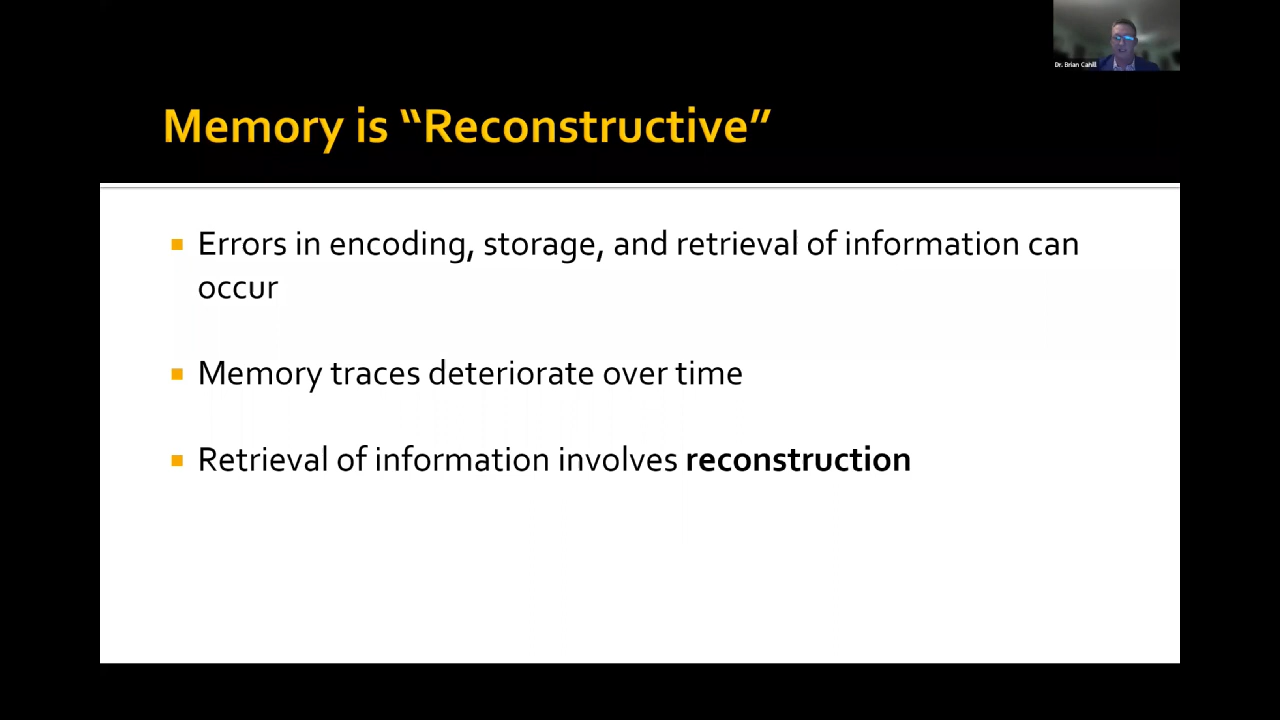 Dr. Brian Cahill
Memory is “Reconstructive”
Errors in encoding, storage, and retrieval of information can
occur
Memory traces deteriorate over time
Retrieval of information involves reconstruction